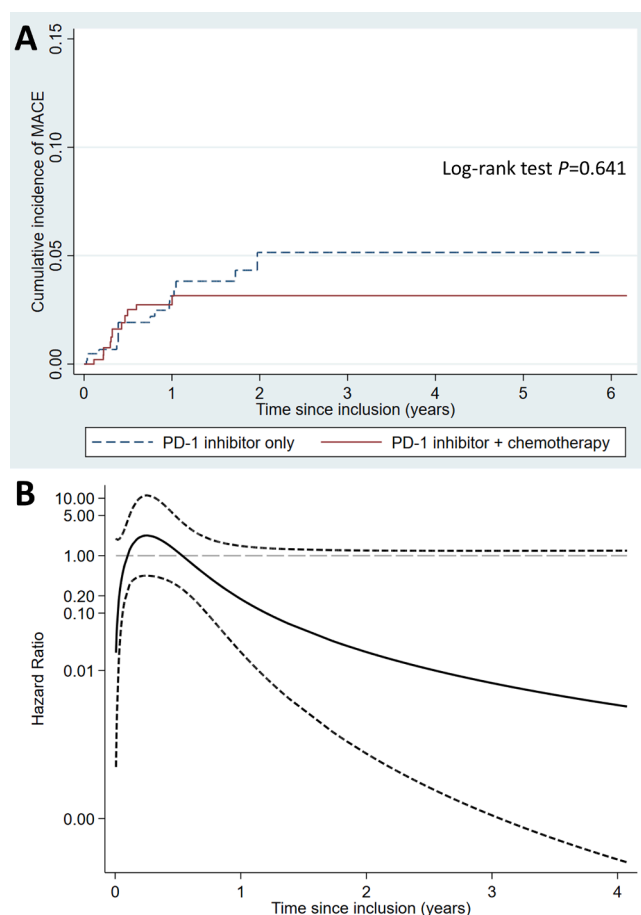 A
Cumulative incidence of MACE
0.15
0.10
0.05
0.00
Log-rank test P=0.641
0 1 2 3 4 5 6
Time since inclusion (years)
PD-1 inhibitor only PD-1 inhibitor + chemotherapy
B
Hazard Ratio
10.00
5.00
1.00
0.20
0.10
0.01
0.00
0 1 2 3 4
Time since inclusion (years)